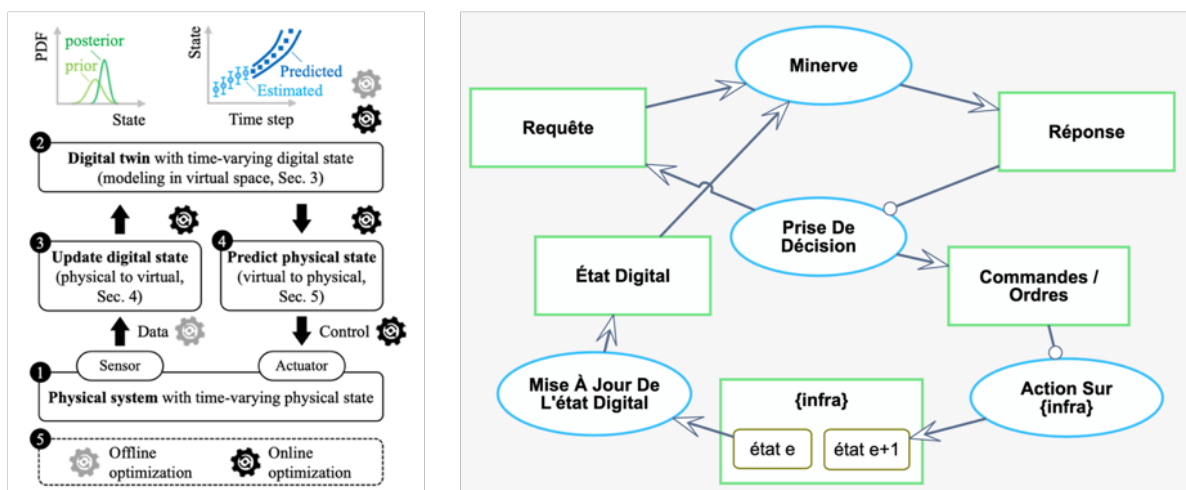 PDF
posterior
prior
State
State
Predicted
Estimated
Time step
2
Digital twin with time-varying digital state
(modeling in virtual space, Sec. 3)
3
Update digital state
(physical to virtual,
Sec. 4)
4
Predict physical state
(virtual to physical,
Sec. 5)
Data
Control
Sensor
Actuator
1
Physical system with time-varying physical state
5
Offline
optimization
Online
optimization
Minerve
Requête
Réponse
Prise De
Décision
État Digital
Commandes /
Ordres
Mise À Jour De
L'état Digital
{infra}
état e
état e+1
Action Sur
{infra}